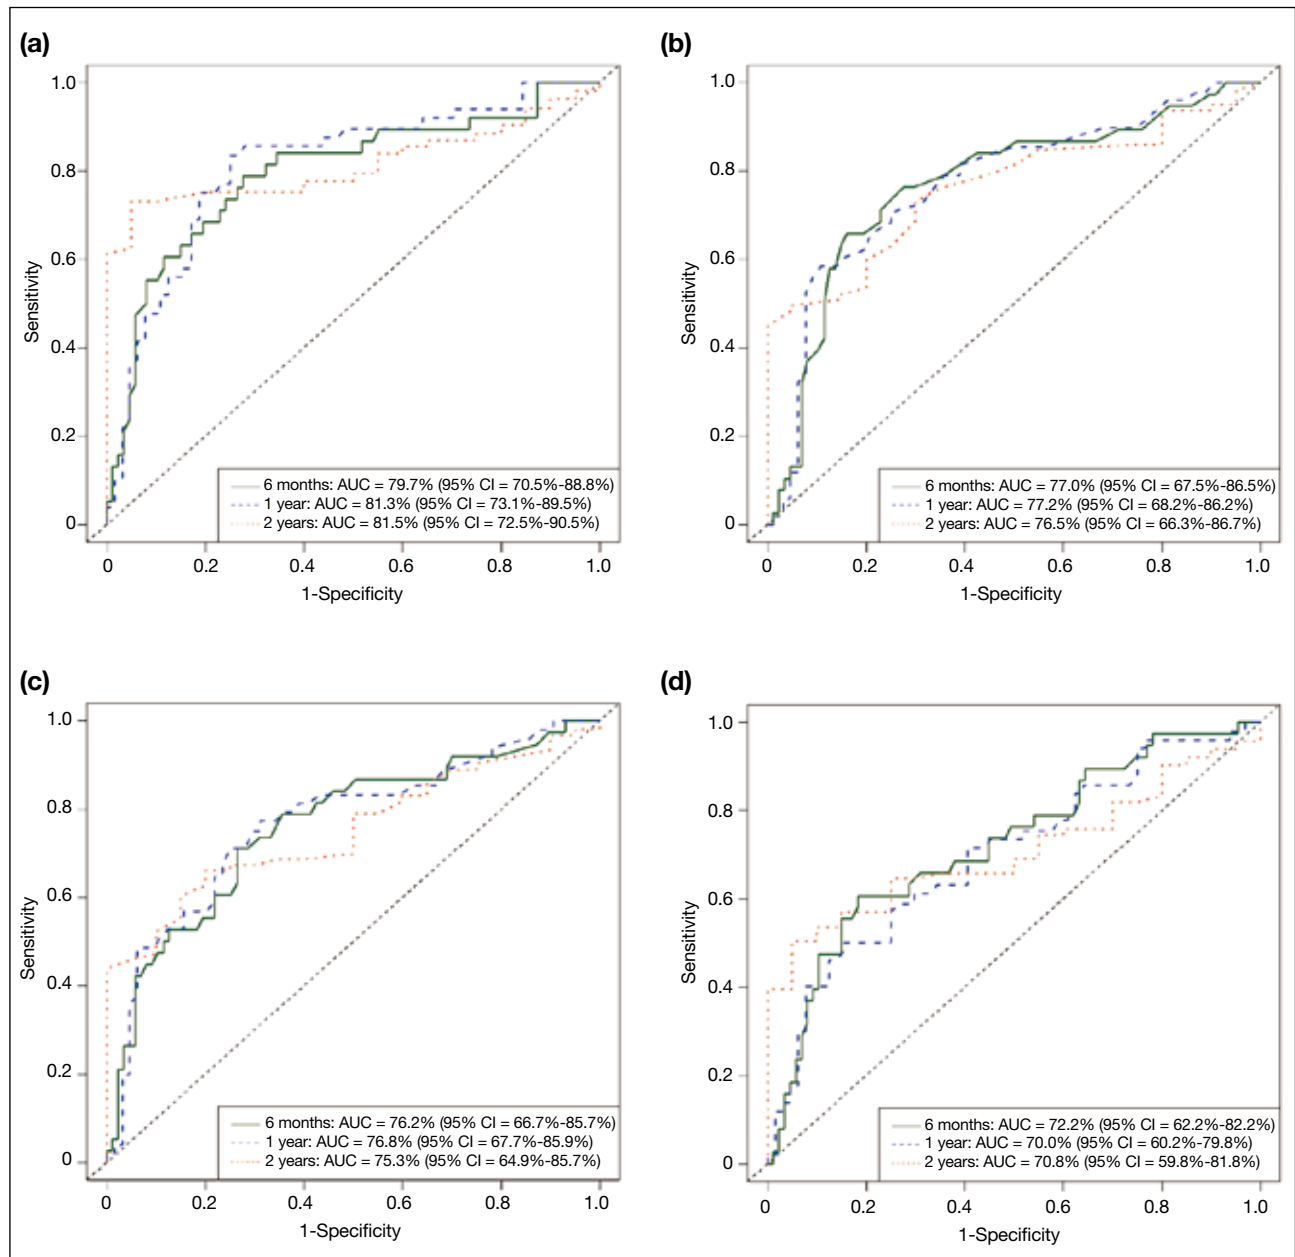 (a)
1.0
0.8
0.6
0.4
0.2
0
Sensitivity
6 months: AUC = 79.7% (95% CI = 70.5%-88.8%)
1 year: AUC = 81.3% (95% CI = 73.1%-89.5%)
2 years: AUC = 81.5% (95% CI = 72.5%-90.5%)
0 0.2 0.4 0.6 0.8 1.0
1-Specificity
(b)
1.0
0.8
0.6
0.4
0.2
0
Sensitivity
6 months: AUC = 77.0% (95% CI = 67.5%-86.5%)
1 year: AUC = 77.2% (95% CI = 68.2%-86.2%)
2 years: AUC = 76.5% (95% CI = 66.3%-86.7%)
0 0.2 0.4 0.6 0.8 1.0
1-Specificity
(c)
1.0
0.8
0.6
0.4
0.2
0
Sensitivity
6 months: AUC = 76.2% (95% CI = 66.7%-85.7%)
1 year: AUC = 76.8% (95% CI = 67.7%-85.9%)
2 years: AUC = 75.3% (95% CI = 64.9%-85.7%)
0 0.2 0.4 0.6 0.8 1.0
1-Specificity
(d)
1.0
0.8
0.6
0.4
0.2
0
Sensitivity
6 months: AUC = 72.2% (95% CI = 62.2%-82.2%)
1 year: AUC = 70.0% (95% CI = 60.2%-79.8%)
2 years: AUC = 70.8% (95% CI = 59.8%-81.8%)
0 0.2 0.4 0.6 0.8 1.0
1-Specificity